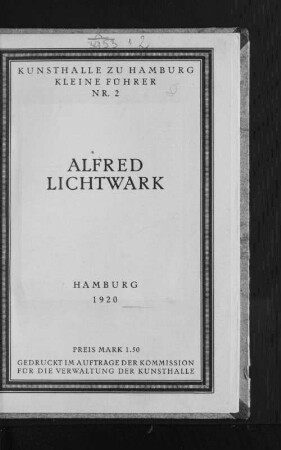 KUNSTHALLE ZU HAMBURG
KLEINE FÜHRER
NR. 2
ALFRED
LICHTWARK
HAMBURG
1920
PREIS MARK 1.50
GEDRUCKT IM AUFTRAGE DER KOMMISSION
FÜR DIE VERWALTUNG DER KUNSTHALLE